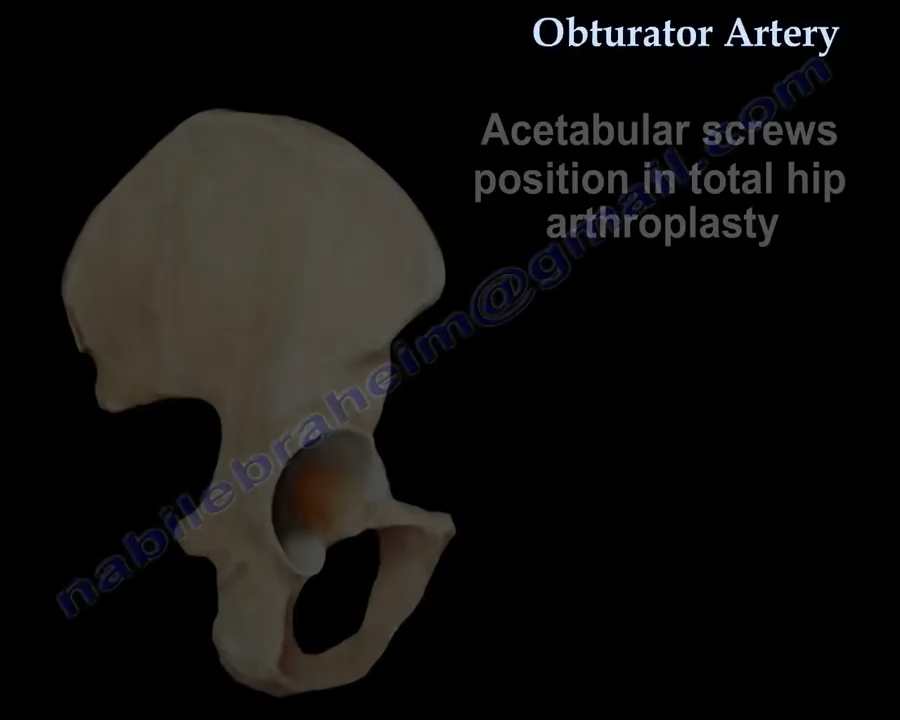 Obturator Artery
Acetabular screws
position in total hip
arthroplasty
nabilebraheim@gmail.com